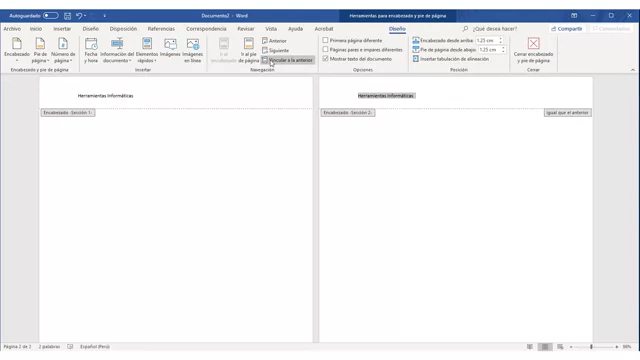 Autoguardado
Documento2 - Word
Herramientas para encabezado y pie de página
Archivo Inicio Insertar Diseño Disposición Referencias Correspondencia Revisar Vista Ayuda Acrobat Diseño ¿Qué desea hacer? Compartir Comentarios
Encabezado
Pie de página
Número de página
Fecha y hora
Información del documento
Elementos rápidos
Imágenes
Imágenes en línea
Ir al encabezado
Ir al pie de página
Anterior
Siguiente
Vincular a la anterior
Primera página diferente
Páginas pares e impares diferentes
Mostrar texto del documento
Encabezado desde arriba: 1.25 cm
Pie de página desde abajo: 1.25 cm
Insertar tabulación de alineación
Cerrar encabezado y pie de página
Encabezado y pie de página
Insertar
Navegación
Opciones
Posición
Cerrar
Herramientas Informáticas
Herramientas Informáticas
Encabezado -Sección 1-
Encabezado -Sección 2-
Igual que el anterior
Página 2 de 2 2 palabras Español (Perú)